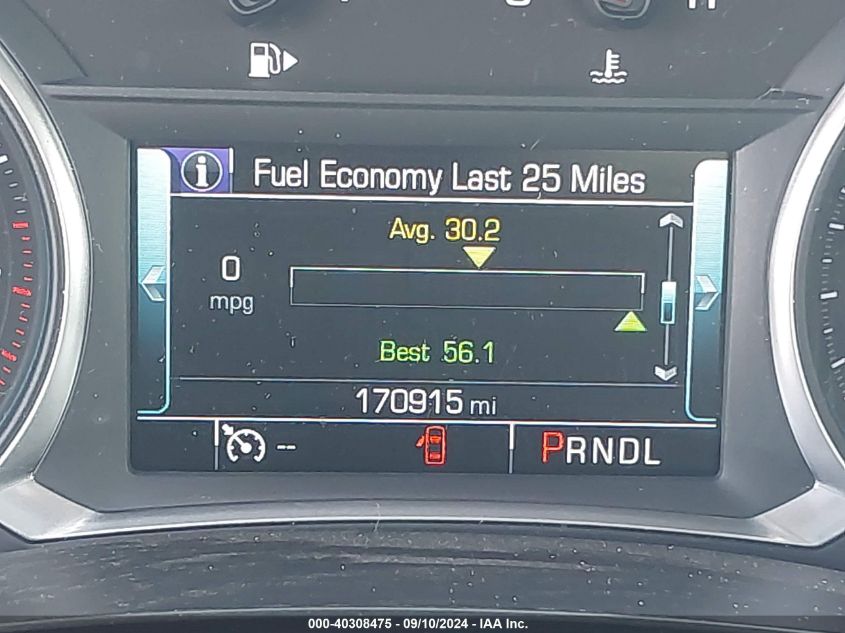 Fuel Economy Last 25 Miles
Avg. 30.2
0
mpg
Best 56.1
170915 mi
--
PRNDL
000-40308475 - 09/10/2024 - IAA Inc.